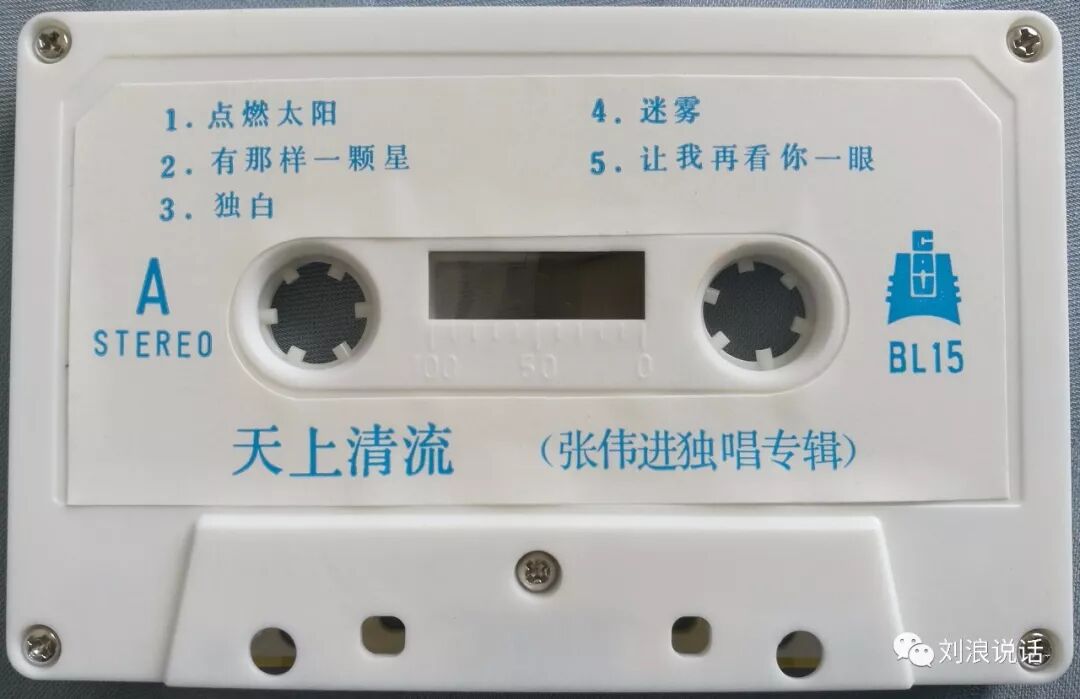 1. 点燃太阳
2. 有那样一颗星
3. 独白
4. 迷雾
5. 让我再看你一眼
A
STEREO
100 50 0
CAV
BL15
天上清流 (张伟进独唱专辑)
刘浪说话